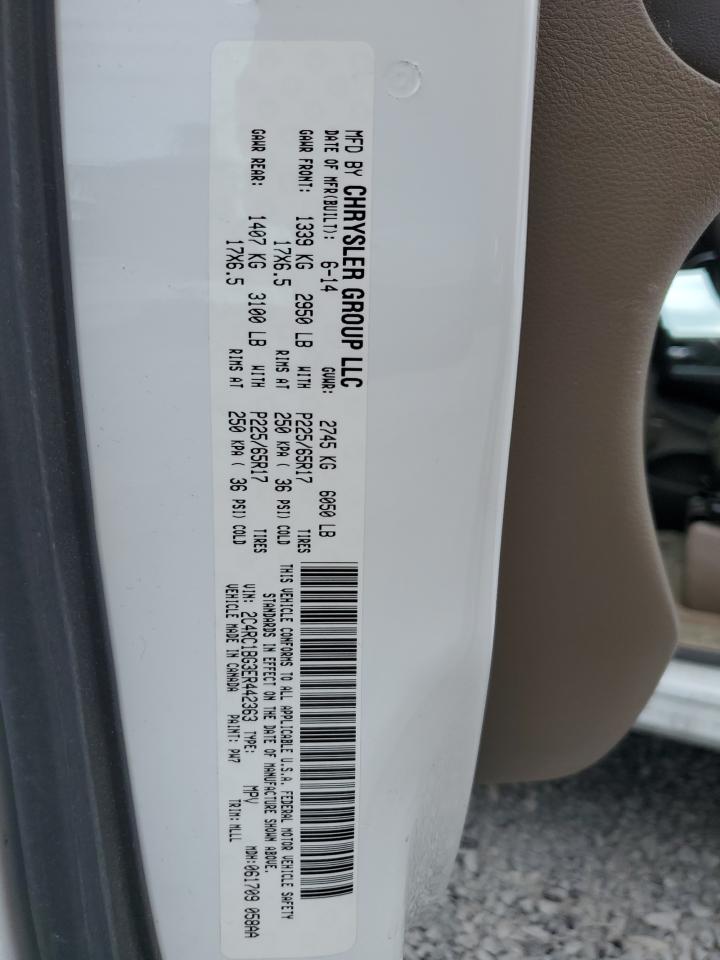 MFD BY CHRYSLER GROUP LLC
DATE OF MFR(BUILT): 6-14 GVWR: 2745 KG 6050 LB
GAWR FRONT: 1339 KG 2950 LB WITH P225/65R17 TIRES
17X6.5 RIMS AT 250 KPA ( 36 PSI) COLD
GAWR REAR: 1407 KG 3100 LB WITH P225/65R17 TIRES
17X6.5 RIMS AT 250 KPA ( 36 PSI) COLD
THIS VEHICLE CONFORMS TO ALL APPLICABLE U.S.A. FEDERAL MOTOR VEHICLE SAFETY
STANDARDS IN EFFECT ON THE DATE OF MANUFACTURE SHOWN ABOVE.
VIN: 2C4RC1BG3ER442363 TYPE: MPV MDH:061709 058AA
VEHICLE MADE IN CANADA PAINT: PW7 TRIM:MLLL